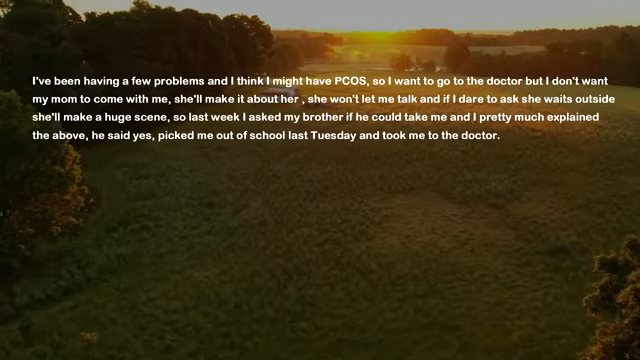 I've been having a few problems and I think I might have PCOS, so I want to go to the doctor but I don't want
my mom to come with me, she'll make it about her , she won't let me talk and if I dare to ask she waits outside
she'll make a huge scene, so last week I asked my brother if he could take me and I pretty much explained
the above, he said yes, picked me out of school last Tuesday and took me to the doctor.